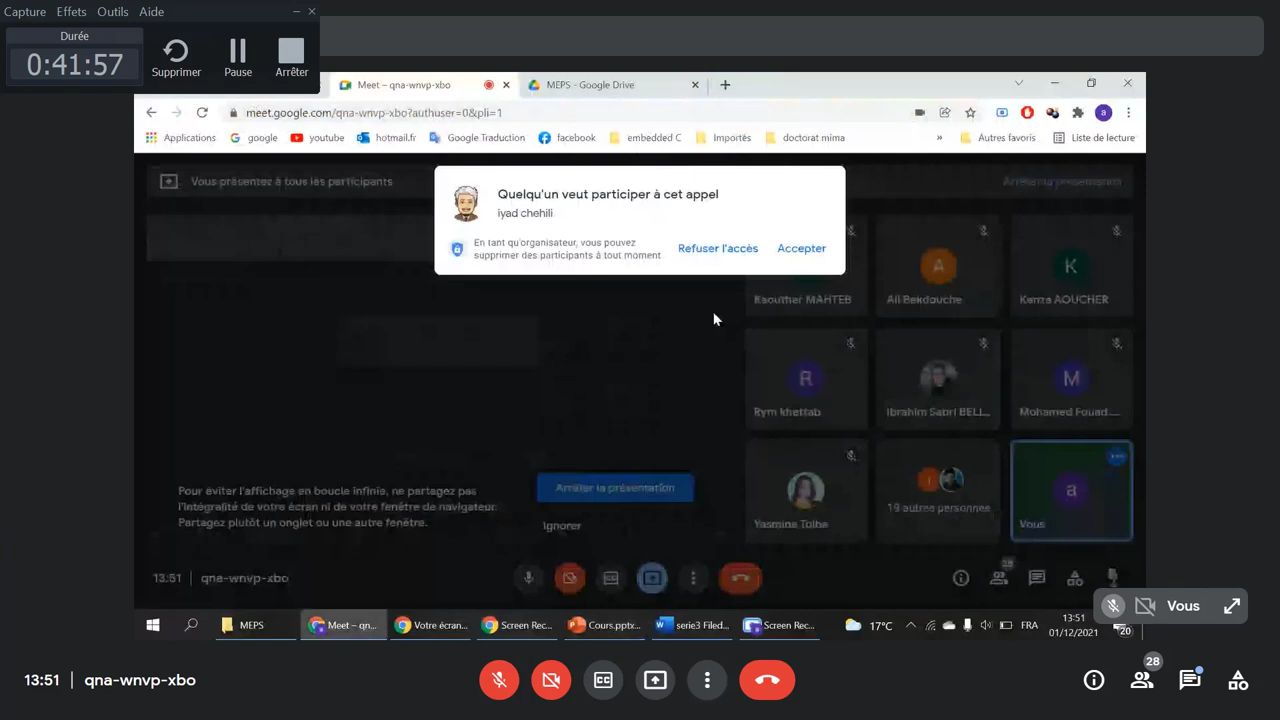 Capture Effets Outils Aide
Durée
0:41:57
Supprimer
Pause
Arrêter
Meet – qna-wnvp-xbo
MEPS - Google Drive
meet.google.com/qna-wnvp-xbo?authuser=0&pli=1
a
Applications google youtube hotmail.fr Google Traduction facebook embedded C Importés doctorat mima » Autres favoris Liste de lecture
Vous présentez à tous les participants
Arrêter la présentation
Quelqu'un veut participer à cet appel
iyad chehili
En tant qu'organisateur, vous pouvez
supprimer des participants à tout moment
Refuser l'accès
Accepter
A
K
Kaouther MAHTEB
Ali Bekdouche
Kenza AOUCHER
R
M
Rym khettab
Ibrahim Sabri BELL...
Mohamed Fouad ...
I
a
Yasmine Tolba
19 autres personnes
Vous
Pour éviter l'affichage en boucle infinie, ne partagez pas
l'intégralité de votre écran ni de votre fenêtre de navigateur.
Partagez plutôt un onglet ou une autre fenêtre.
Arrêter la présentation
Ignorer
13:51 | qna-wnvp-xbo
28
Vous
MEPS
Meet – qn...
Votre écran...
Screen Rec...
Cours.pptx...
serie3 Filed...
Screen Rec...
17°C
FRA
13:51
01/12/2021
20
13:51 | qna-wnvp-xbo
28